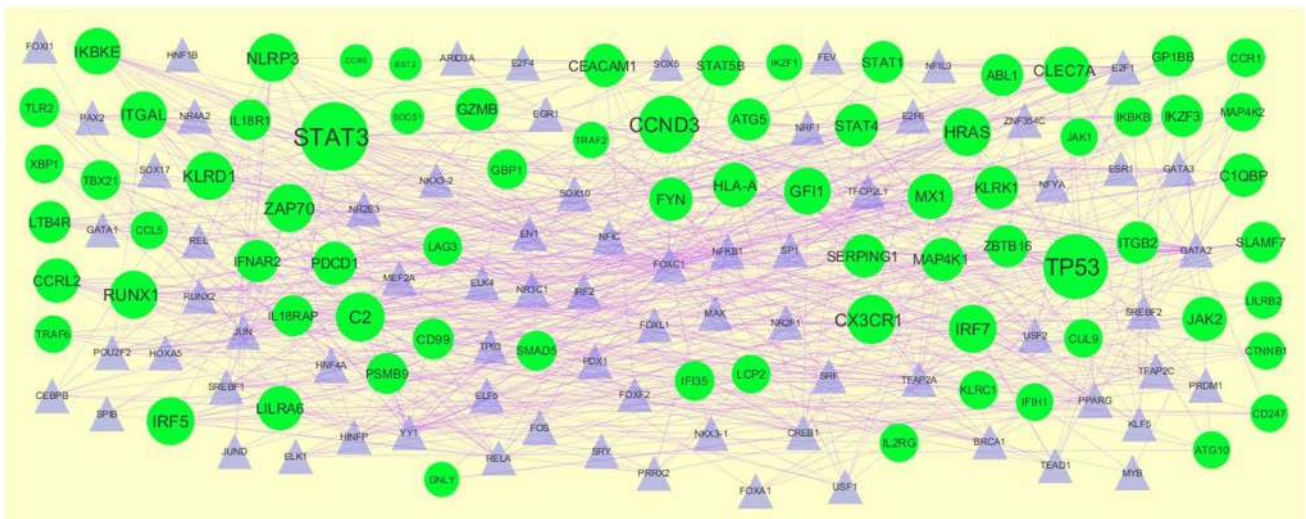 FOXI1
IKBKE
HNF1B
NLRP3
CCR5
BST2
ARID3A
E2F4
CEACAM1
SOX5
STAT5B
IKZF1
FEV
STAT1
NFIL3
ABL1
CLEC7A
E2F1
GP1BB
CCR1
TLR2
PAX2
ITGAL
NR4A2
IL18R1
STAT3
SOCS1
GZMB
EGR1
TRAF2
CCND3
ATG5
NRF1
STAT4
E2F6
HRAS
ZNF354C
JAK1
IKBKB
IKZF3
MAP4K2
XBP1
TBX21
SOX17
KLRD1
ZAP70
NR2E3
NKX3-2
GBP1
SOX10
FYN
HLA-A
GFI1
TFCP2L1
MX1
KLRK1
NFYA
ESR1
GATA3
C1QBP
LTB4R
GATA1
CCL5
REL
IFNAR2
PDCD1
LAG3
EN1
NFIC
FOXC1
NFKB1
SP1
SERPING1
MAP4K1
ZBTB16
TP53
ITGB2
GATA2
SLAMF7
CCRL2
RUNX1
RUNX2
MEF2A
ELK4
NR3C1
IRF2
TRAF6
POU2F2
HOXA5
JUN
IL18RAP
C2
CD99
TP63
SMAD5
PDX1
FOXL1
MAX
NR2F1
CX3CR1
IRF7
USF2
CUL9
SREBF2
JAK2
LILRB2
CTNNB1
CEBPB
SPIB
IRF5
SREBF1
HNF4A
PSMB9
LILRA6
ELF5
FOXF2
IFI35
LCP2
SRF
TFAP2A
KLRC1
IFIH1
PPARG
TFAP2C
PRDM1
KLF5
CD247
JUND
ELK1
HINFP
YY1
FOS
RELA
GNLY
SRY
PRRX2
NKX3-1
FOXA1
CREB1
USF1
IL2RG
BRCA1
TEAD1
MYB
ATG10